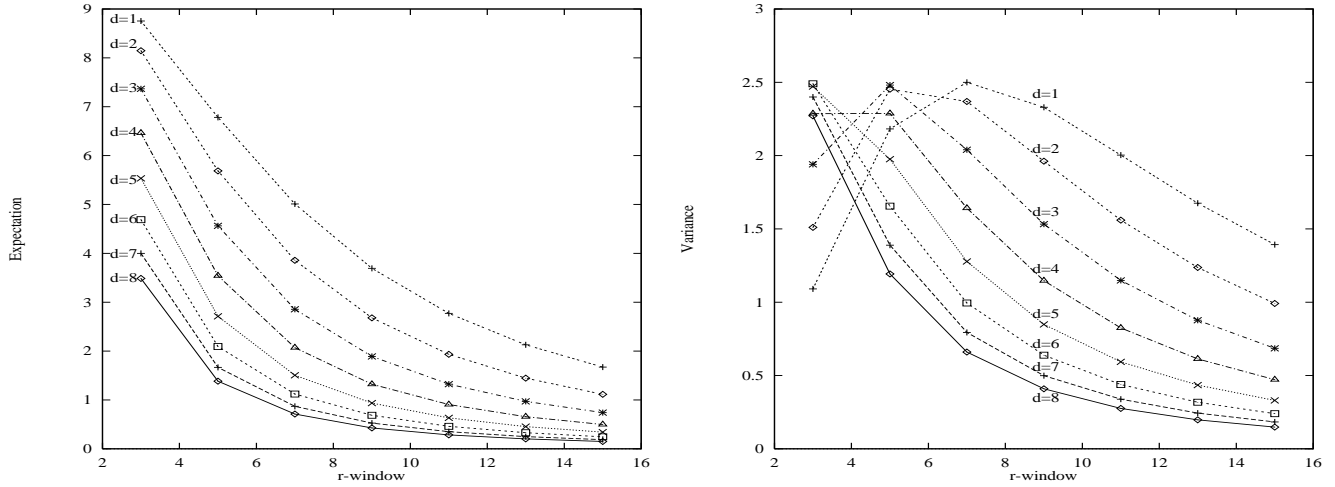 9
8
7
6
5
4
3
2
1
0
Expectation
d=1
d=2
d=3
d=4
d=5
d=6
d=7
d=8
2 4 6 8 10 12 14 16
r-window
3
2.5
2
1.5
1
0.5
0
Variance
d=1
d=2
d=3
d=4
d=5
d=6
d=7
d=8
2 4 6 8 10 12 14 16
r-window